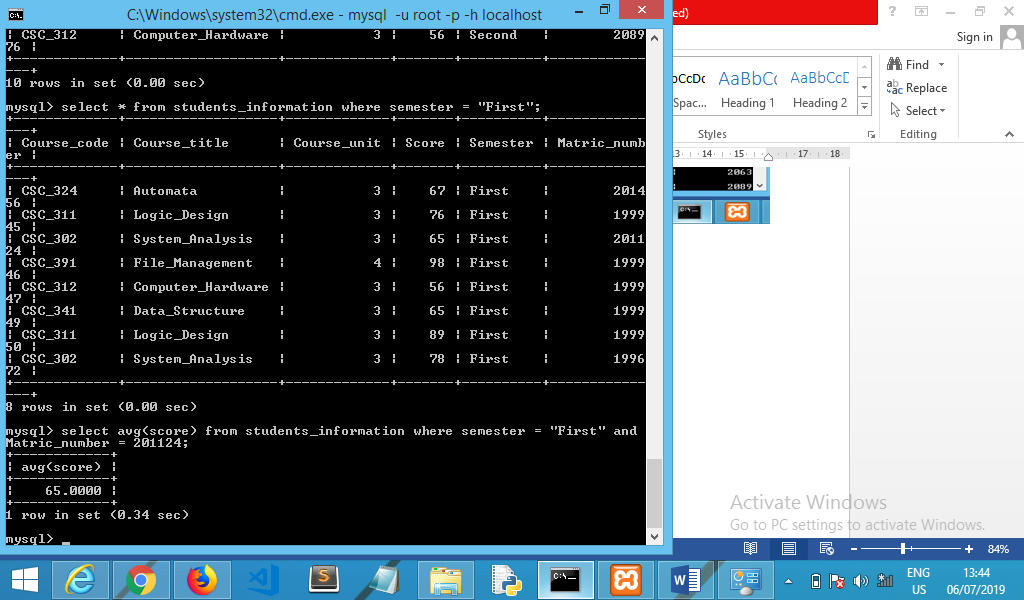 C:\Windows\system32\cmd.exe - mysql -u root -p -h localhost
| CSC_312 | Computer_Hardware | 3 | 56 | Second | 2089
76 |
+-------------+-------------------+-------------+-------+----------+-------------
---+
10 rows in set (0.00 sec)
mysql> select * from students_information where semester = "First";
+-------------+-------------------+-------------+-------+----------+-------------
---+
| Course_code | Course_title | Course_unit | Score | Semester | Matric_numb
er |
+-------------+-------------------+-------------+-------+----------+-------------
---+
| CSC_324 | Automata | 3 | 67 | First | 2014
56 |
| CSC_311 | Logic_Design | 3 | 76 | First | 1999
45 |
| CSC_302 | System_Analysis | 3 | 65 | First | 2011
24 |
| CSC_391 | File_Management | 4 | 98 | First | 1999
46 |
| CSC_312 | Computer_Hardware | 3 | 56 | First | 1999
47 |
| CSC_341 | Data_Structure | 3 | 65 | First | 1999
49 |
| CSC_311 | Logic_Design | 3 | 89 | First | 1999
50 |
| CSC_302 | System_Analysis | 3 | 78 | First | 1996
72 |
+-------------+-------------------+-------------+-------+----------+-------------
---+
8 rows in set (0.00 sec)
mysql> select avg(score) from students_information where semester = "First" and
Matric_number = 201124;
+------------+
| avg(score) |
+------------+
| 65.0000 |
+------------+
1 row in set (0.34 sec)
mysql> _
ed)
Sign in
Find
Replace
Select
Editing
AaBbCc AaBbCcD
Spac... Heading 1 Heading 2
Styles
13 14 15 17 18
2063
2089
Activate Windows
Go to PC settings to activate Windows.
84%
ENG
US
13:44
06/07/2019